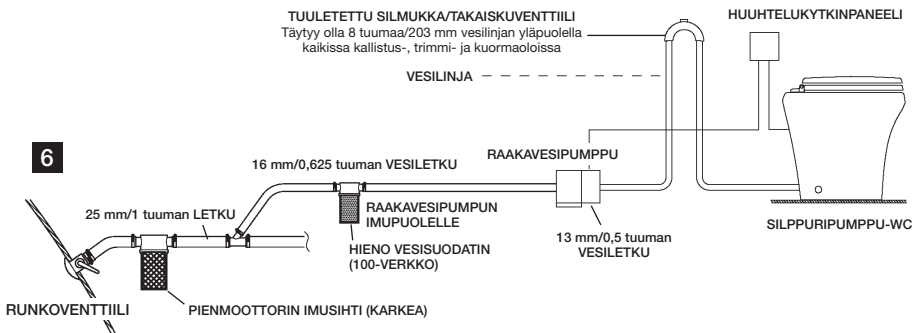 TUULETETTU SILMUKKA/TAKAISKUVENTTIILI
Täytyy olla 8 tuumaa/203 mm vesilinjan yläpuolella
kaikissa kallistus-, trimmi- ja kuormaoloissa
HUUHTELUKYTKINPANEELI
VESILINJA
6
16 mm/0,625 tuuman VESILETKU
RAAKAVESIPUMPPU
25 mm/1 tuuman LETKU
RAAKAVESIPUMPUN
IMUPUOLELLE
HIENO VESISUODATIN
(100-VERKKO)
13 mm/0,5 tuuman
VESILETKU
SILPPURIPUMPPU-WC
RUNKOVENTTIILI
PIENMOOTTORIN IMUSIHTI (KARKEA)